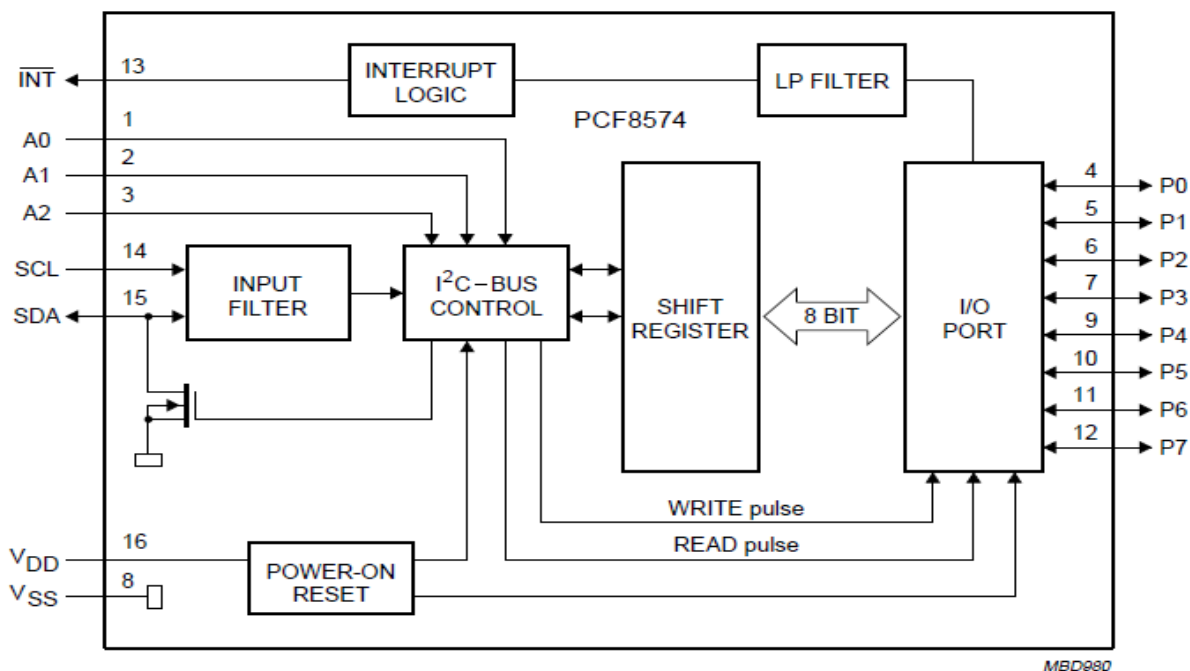 INT
13
INTERRUPT
LOGIC
LP FILTER
PCF8574
A0
1
A1
2
A2
3
SCL
14
SDA
15
INPUT
FILTER
I²C–BUS
CONTROL
SHIFT
REGISTER
8 BIT
I/O
PORT
4
P0
5
P1
6
P2
7
P3
9
P4
10
P5
11
P6
12
P7
WRITE pulse
READ pulse
VDD
16
VSS
8
POWER-ON
RESET
MBD980